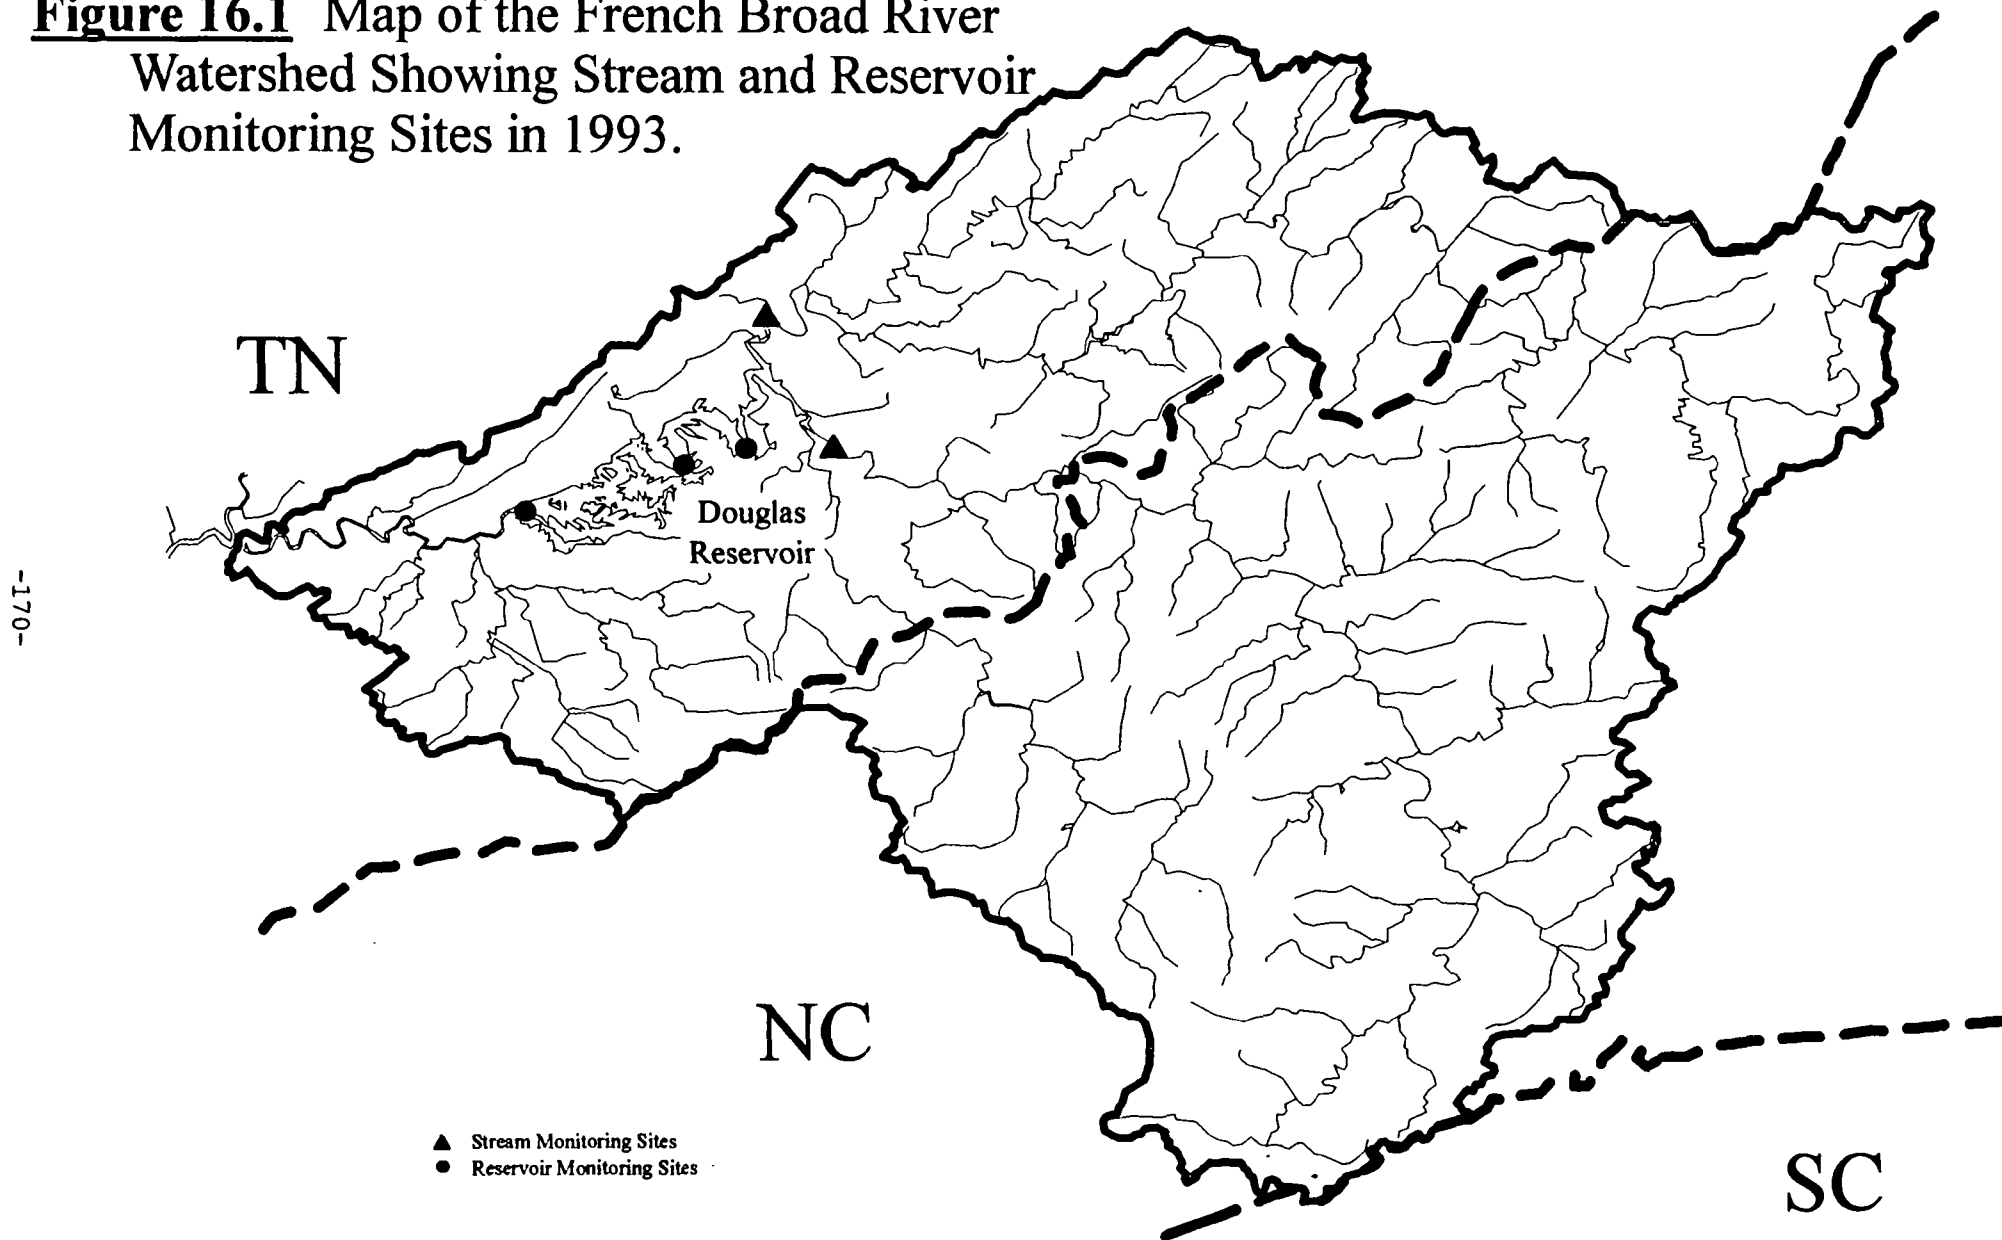 Figure 16.1 Map of the French Broad River
Watershed Showing Stream and Reservoir
Monitoring Sites in 1993.
TN
Douglas
Reservoir
-170-
NC
Stream Monitoring Sites
Reservoir Monitoring Sites
SC